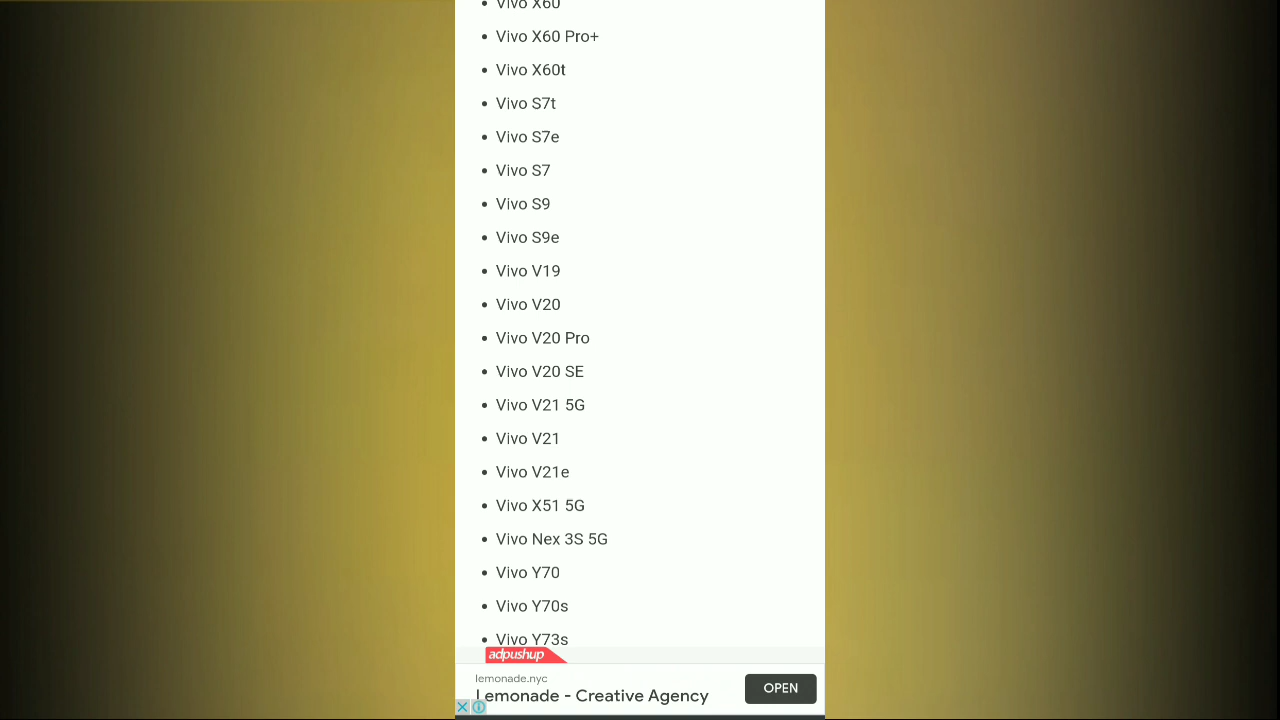 Vivo X60
Vivo X60 Pro+
Vivo X60t
Vivo S7t
Vivo S7e
Vivo S7
Vivo S9
Vivo S9e
Vivo V19
Vivo V20
Vivo V20 Pro
Vivo V20 SE
Vivo V21 5G
Vivo V21
Vivo V21e
Vivo X51 5G
Vivo Nex 3S 5G
Vivo Y70
Vivo Y70s
Vivo Y73s
adpushup
lemonade.nyc
Lemonade - Creative Agency
OPEN